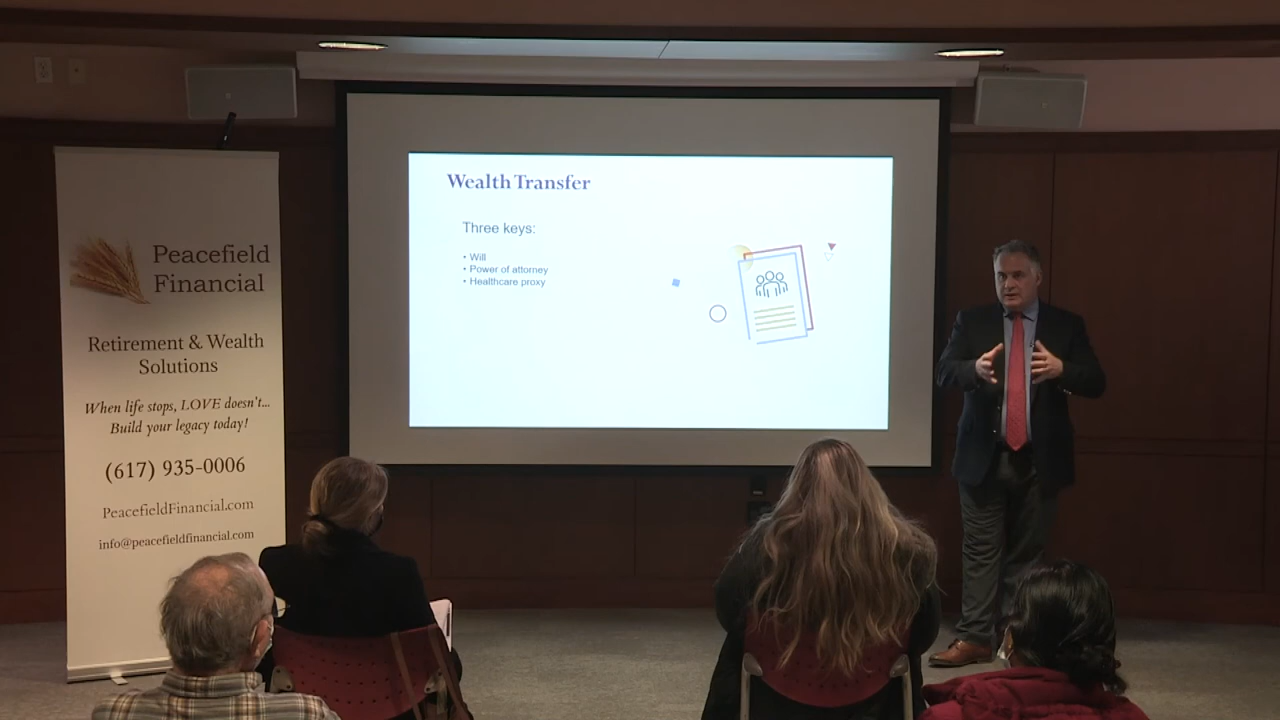 Peacefield
Financial
Retirement & Wealth
Solutions
When life stops, LOVE doesn't...
Build your legacy today!
(617) 935-0006
PeacefieldFinancial.com
info@peacefieldfinancial.com
Wealth Transfer
Three keys:
• Will
• Power of attorney
• Healthcare proxy